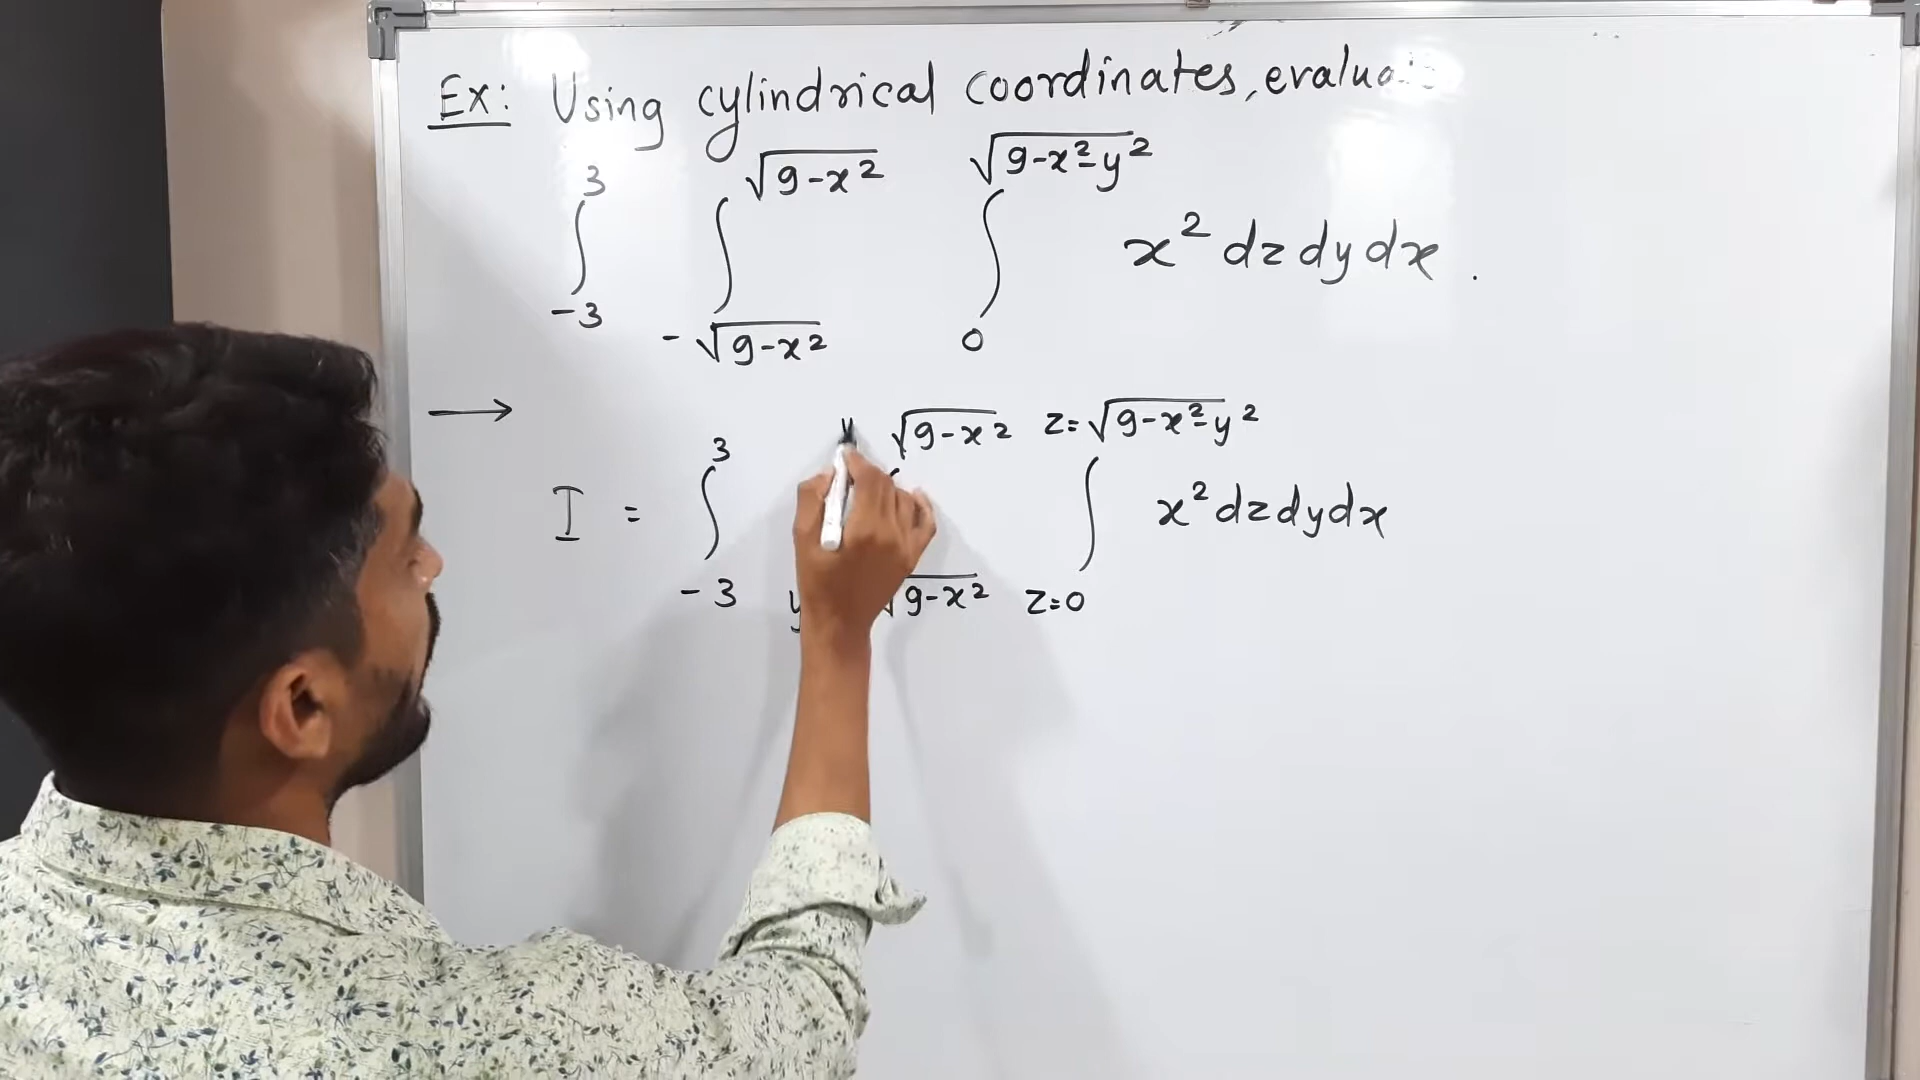 Ex: Using cylindrical coordinates, evalua
3 √9-x² √9-x²-y²
∫ ∫ ∫ x² dz dy dx .
-3 -√9-x² 0
→
3 y √9-x² z=√9-x²-y²
I = ∫ ∫ x² dz dy dx
-3 y √9-x² z=0